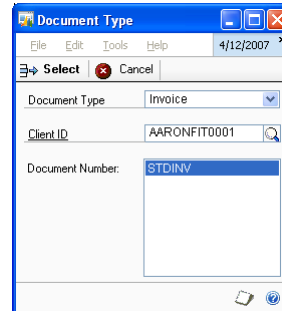 Document Type
File Edit Tools Help 4/12/2007
Select Cancel
Document Type Invoice
Client ID AARONFIT0001
Document Number: STDINV